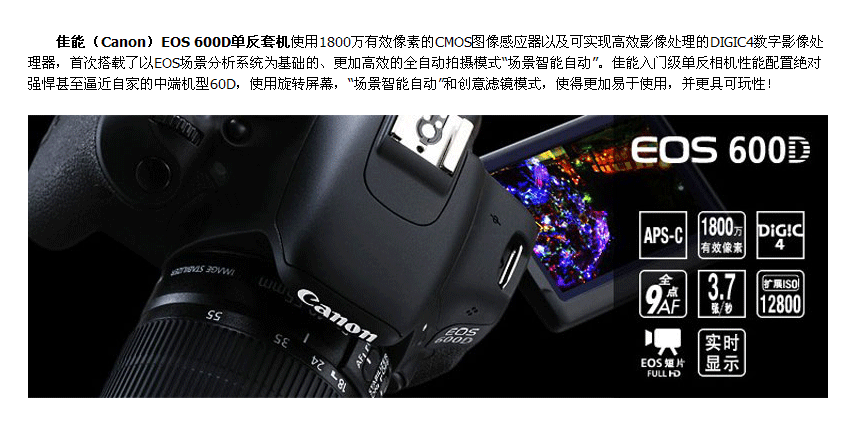 佳能（Canon）EOS 600D单反套机使用1800万有效像素的CMOS图像感应器以及可实现高效影像处理的DIGIC4数字影像处
理器，首次搭载了以EOS场景分析系统为基础的、更加高效的全自动拍摄模式“场景智能自动”。佳能入门级单反相机性能配置绝对
强悍甚至逼近自家的中端机型60D，使用旋转屏幕，“场景智能自动”和创意滤镜模式，使得更加易于使用，并更具可玩性！
EOS 600D
APS-C
1800万
有效像素
DiGiC
4
全
9点
AF
3.7
张/秒
扩展ISO
12800
EOS 短片
FULL HD
实时
显示
IMAGE STABILIZER
Canon
EOS
600D
55
35
24
18
AF